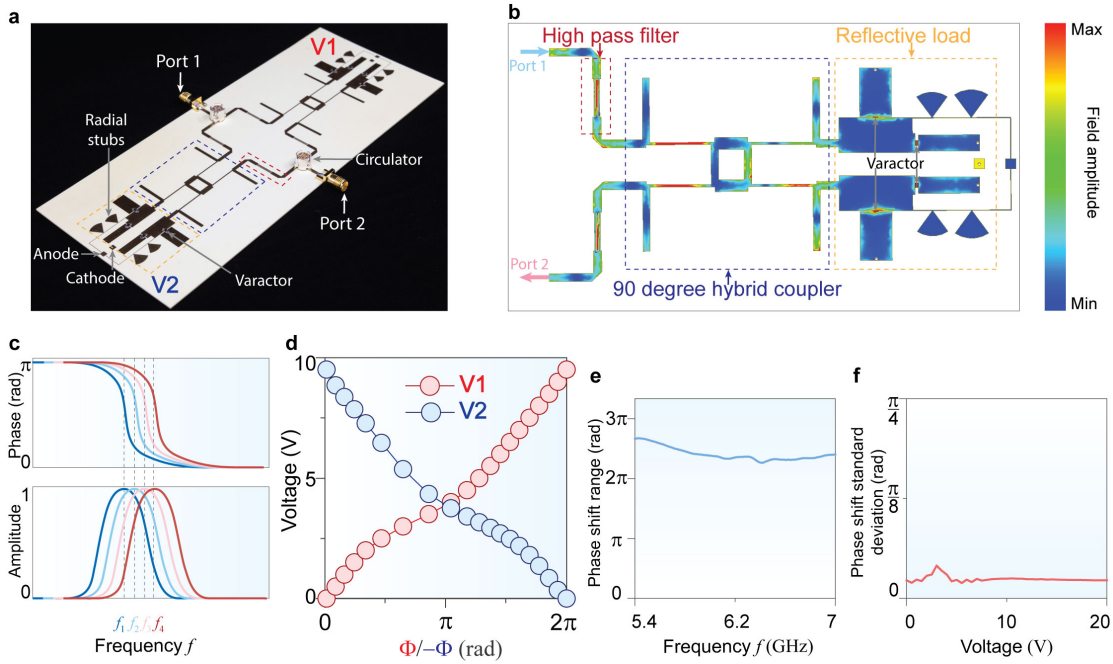 a
V1
Port 1
Radial
stubs
Circulator
Port 2
Anode
Cathode
V2
Varactor
b
High pass filter
Reflective load
Port 1
Varactor
Port 2
90 degree hybrid coupler
Max
Field amplitude
Min
c
Phase (rad)
π
0
Amplitude
1
0
f1 f2 f3 f4
Frequency f
d
Voltage (V)
10
5
0
V1
V2
0 π 2π
Φ/−Φ (rad)
e
Phase shift range (rad)
3π
2π
π
0
5.4 6.2 7
Frequency f (GHz)
f
Phase shift standard
deviation (rad)
π/4
π/8
0
0 10 20
Voltage (V)